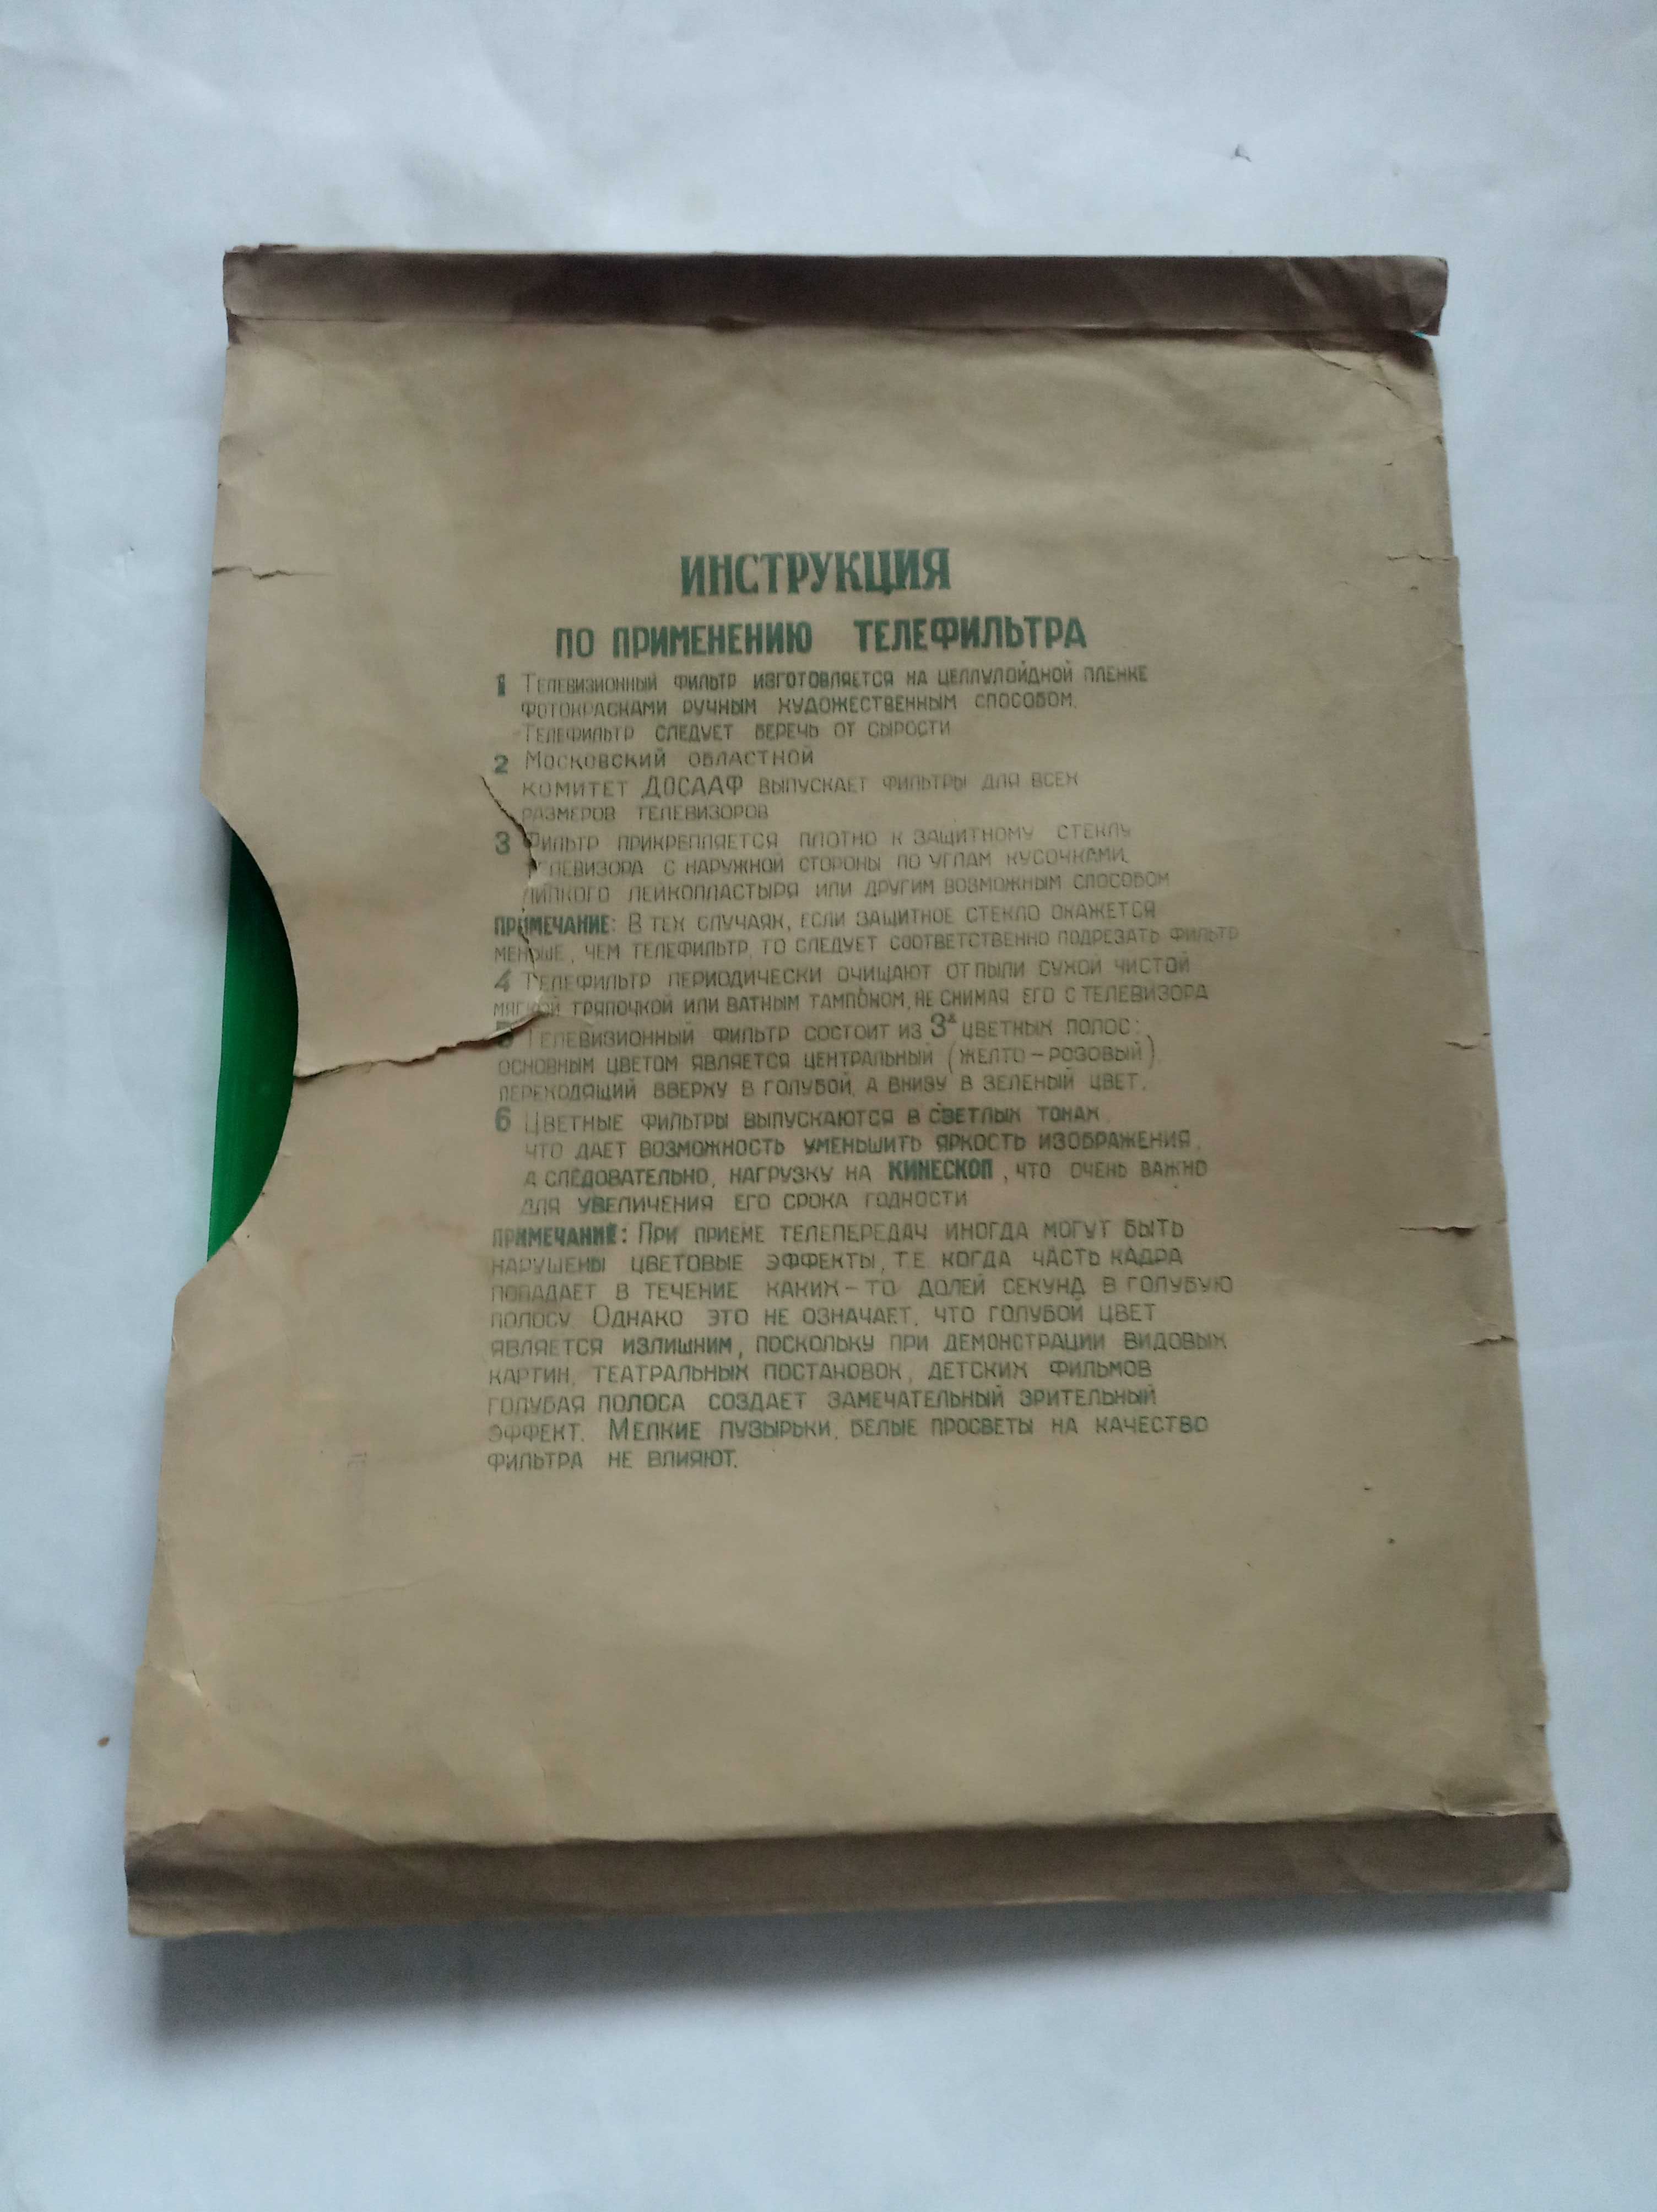 ИНСТРУКЦИЯ
ПО ПРИМЕНЕНИЮ ТЕЛЕФИЛЬТРА
1 Телевизионный фильтр изготовляется на целлулойдной пленке
фотокрасками ручным художественным способом.
Телефильтр следует беречь от сырости
2 Московский областной
комитет ДОСААФ выпускает фильтры для всех
размеров телевизоров
3 Фильтр прикрепляется плотно к защитному стеклу
телевизора с наружной стороны по углам кусочками
липкого лейкопластыря или другим возможным способом
ПРИМЕЧАНИЕ: В тех случаях, если защитное стекло окажется
меньше, чем телефильтр, то следует соответственно подрезать фильтр
4 Телефильтр периодически очищают от пыли сухой чистой
мягкой тряпочкой или ватным тампоном, не снимая его с телевизора
5 Телевизионный фильтр состоит из 3х цветных полос:
основным цветом является центральный (желто-розовый),
переходящий вверху в голубой, а внизу в зеленый цвет.
6 Цветные фильтры выпускаются в светлых тонах,
что дает возможность уменьшить яркость изображения,
а следовательно, нагрузку на КИНЕСКОП, что очень важно
для увеличения его срока годности
ПРИМЕЧАНИЕ: При приеме телепередач иногда могут быть
нарушены цветовые эффекты, т.е. когда часть кадра
попадает в течение каких-то долей секунд в голубую
полосу. Однако это не означает, что голубой цвет
является излишним, поскольку при демонстрации видовых
картин, театральных постановок, детских фильмов
голубая полоса создает замечательный зрительный
эффект. Мелкие пузырьки, белые просветы на качество
фильтра не влияют.